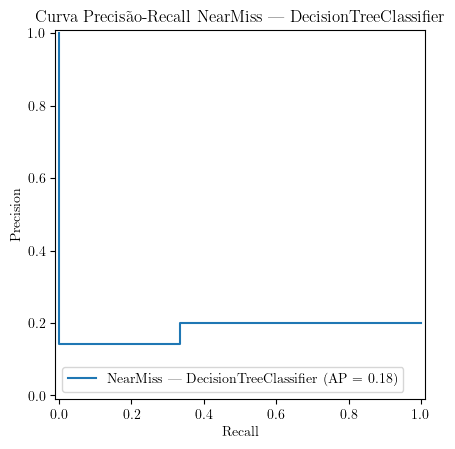 Curva Precisão-Recall NearMiss — DecisionTreeClassifier
1.0
0.8
0.6
0.4
0.2
0.0
Precision
NearMiss — DecisionTreeClassifier (AP = 0.18)
0.0 0.2 0.4 0.6 0.8 1.0
Recall